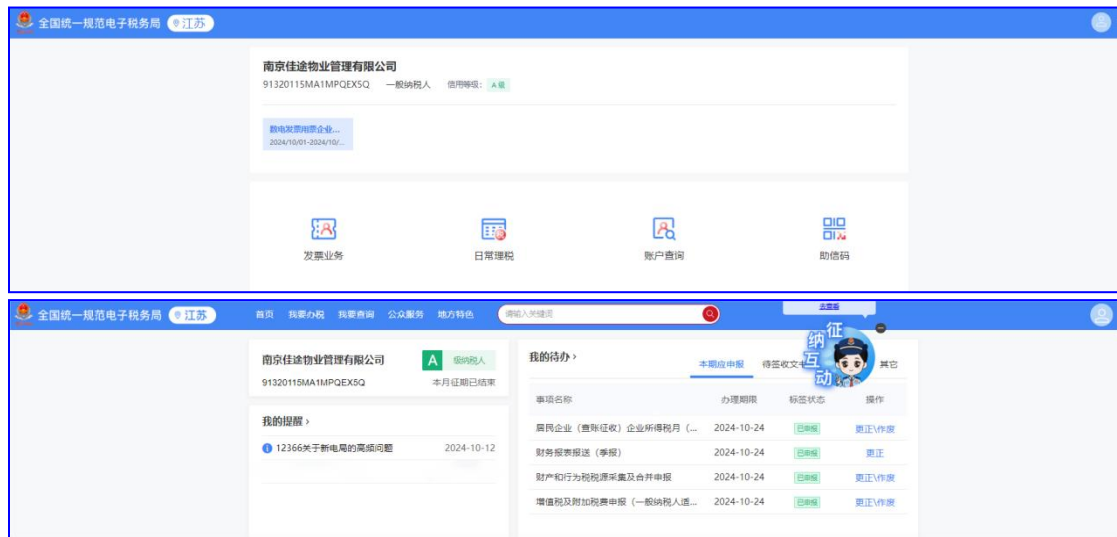 全国统一规范电子税务局 江苏
南京佳途物业管理有限公司
91320115MA1MPQEX5Q 一般纳税人 信用等级： A级
数电发票用票企业...
2024/10/01-2024/10/...
发票业务 日常理税 账户查询 助信码
全国统一规范电子税务局 江苏 首页 我要办税 我要查询 公众服务 地方特色 请输入关键词 去查看
征纳互动
南京佳途物业管理有限公司 A 级纳税人
91320115MA1MPQEX5Q 本月征期已结束
我的提醒 ›
12366关于新电局的高频问题 2024-10-12
我的待办 › 本期应申报 待签收文书 其它
事项名称 办理期限 标签状态 操作
居民企业（查账征收）企业所得税月（... 2024-10-24 已申报 更正\作废
财务报表报送（季报） 2024-10-24 已申报 更正
财产和行为税税源采集及合并申报 2024-10-24 已申报 更正\作废
增值税及附加税费申报（一般纳税人适... 2024-10-24 已申报 更正\作废